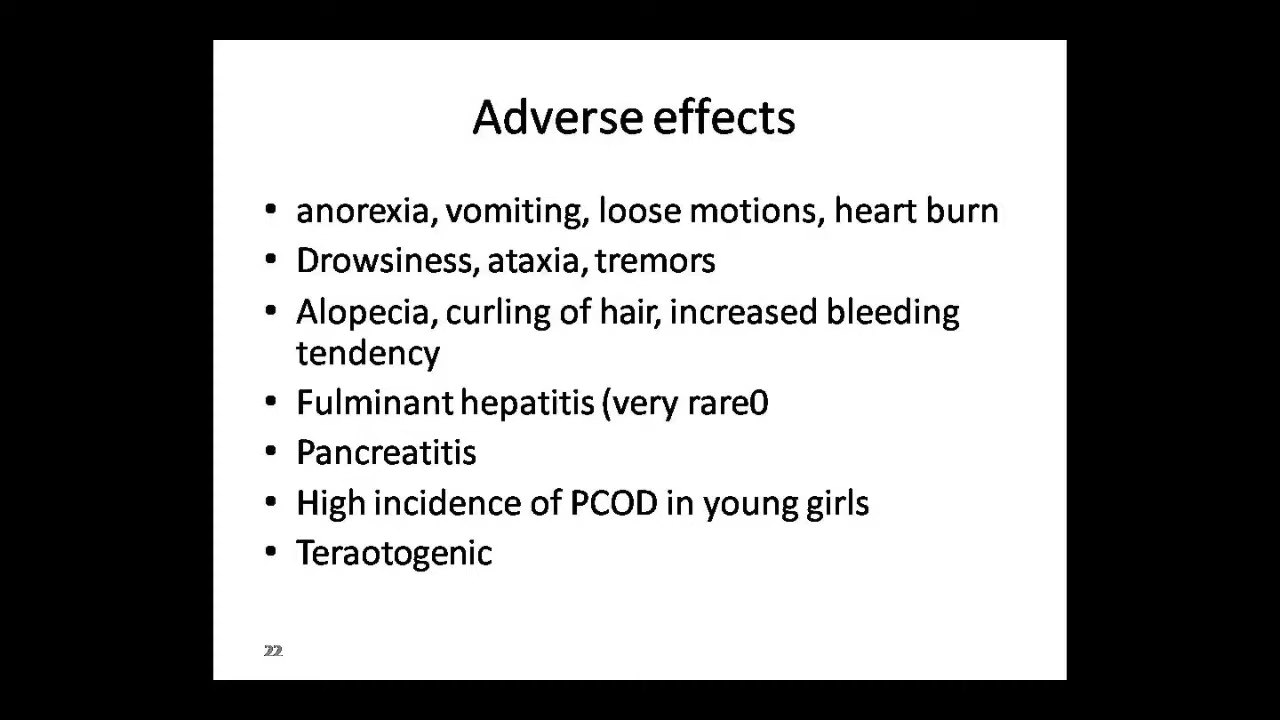 Adverse effects
• anorexia, vomiting, loose motions, heart burn
• Drowsiness, ataxia, tremors
• Alopecia, curling of hair, increased bleeding
tendency
• Fulminant hepatitis (very rare0
• Pancreatitis
• High incidence of PCOD in young girls
• Teraotogenic
22